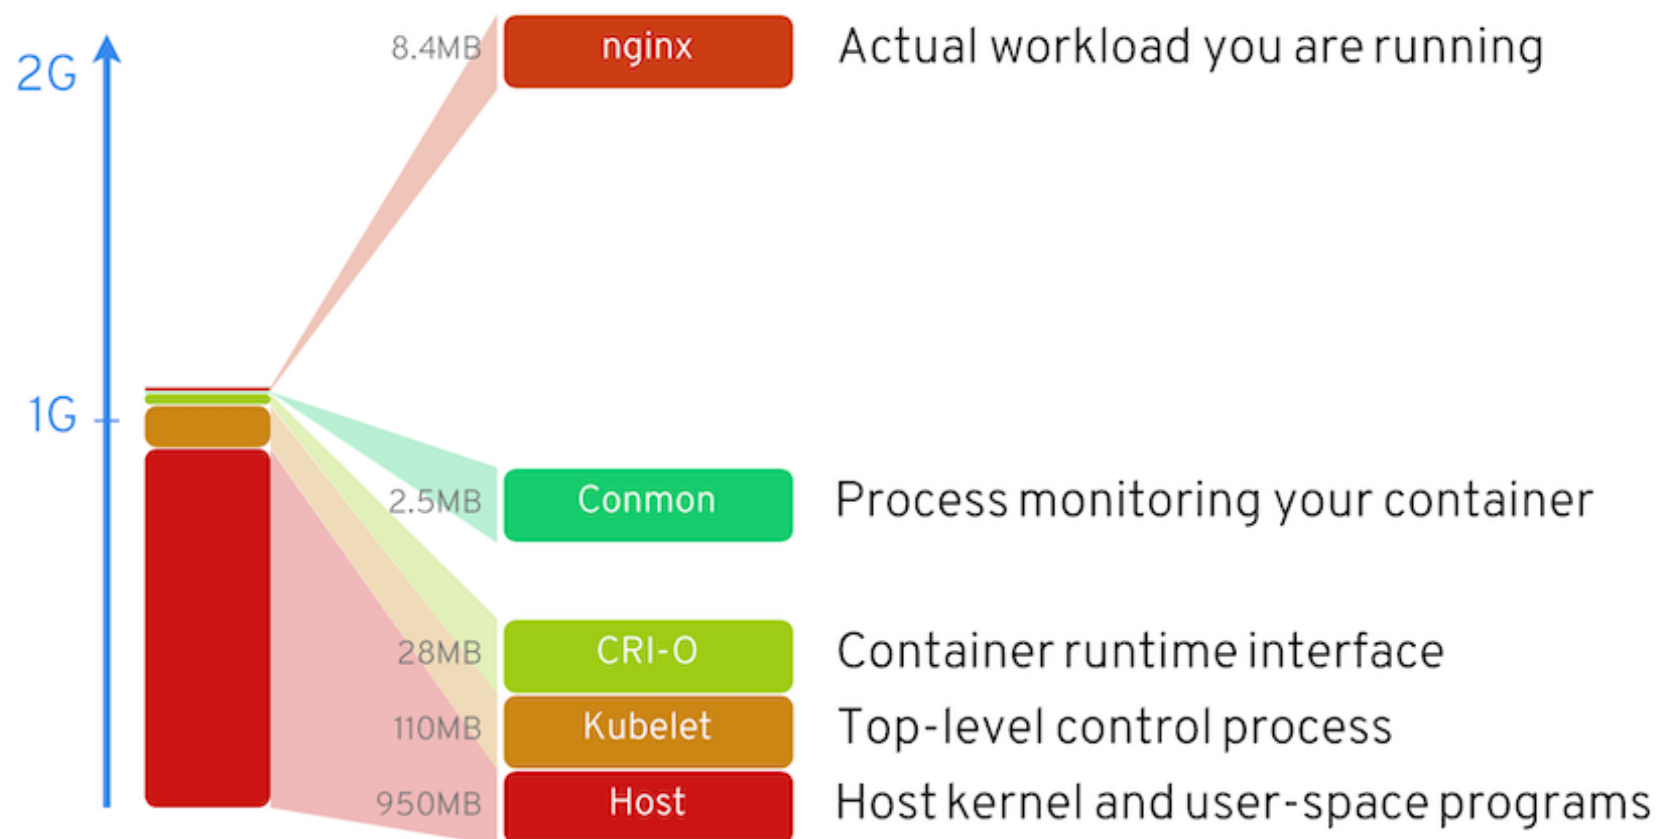 2G
8.4MB nginx Actual workload you are running
1G
2.5MB Conmon Process monitoring your container
28MB CRI-O Container runtime interface
110MB Kubelet Top-level control process
950MB Host Host kernel and user-space programs